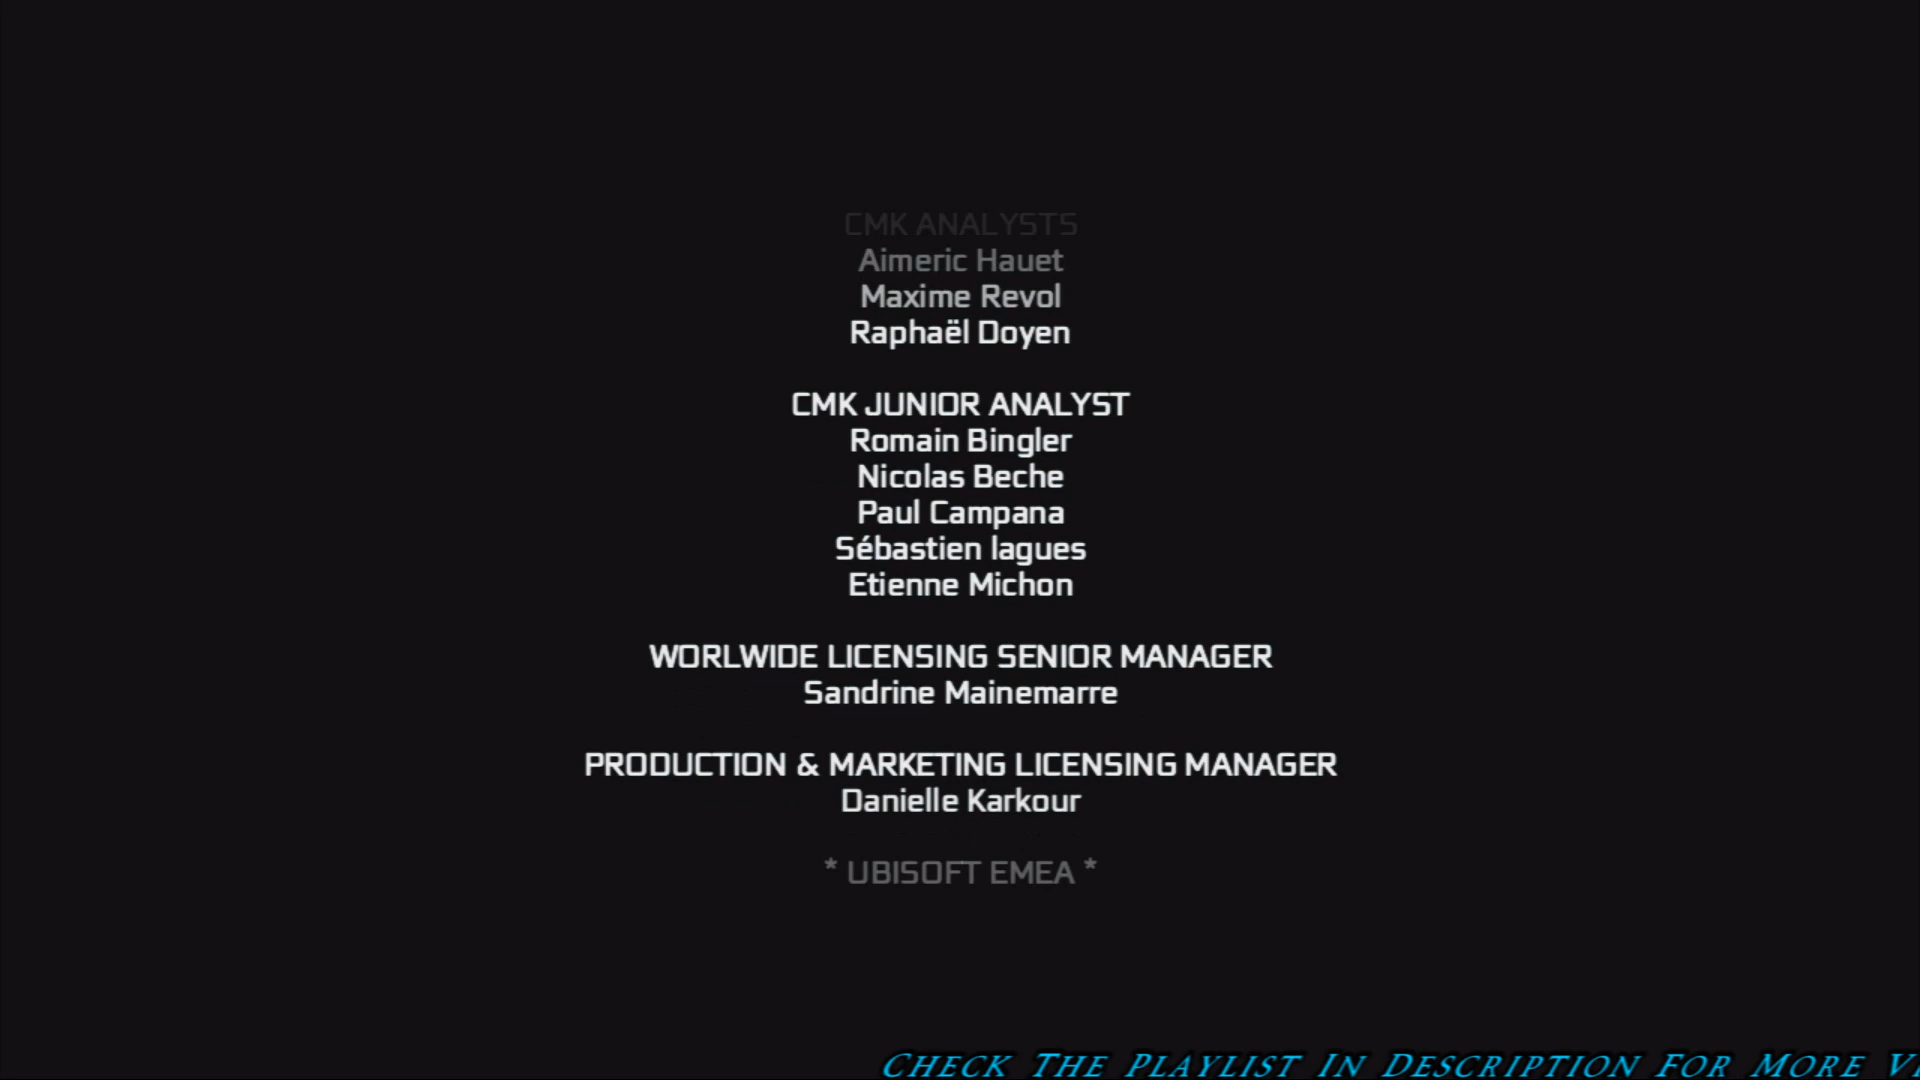 CMK ANALYSTS
Aimeric Hauet
Maxime Revol
Raphaël Doyen
CMK JUNIOR ANALYST
Romain Bingler
Nicolas Beche
Paul Campana
Sébastien lagues
Etienne Michon
WORLWIDE LICENSING SENIOR MANAGER
Sandrine Mainemarre
PRODUCTION & MARKETING LICENSING MANAGER
Danielle Karkour
* UBISOFT EMEA *
Check The Playlist In Description For More